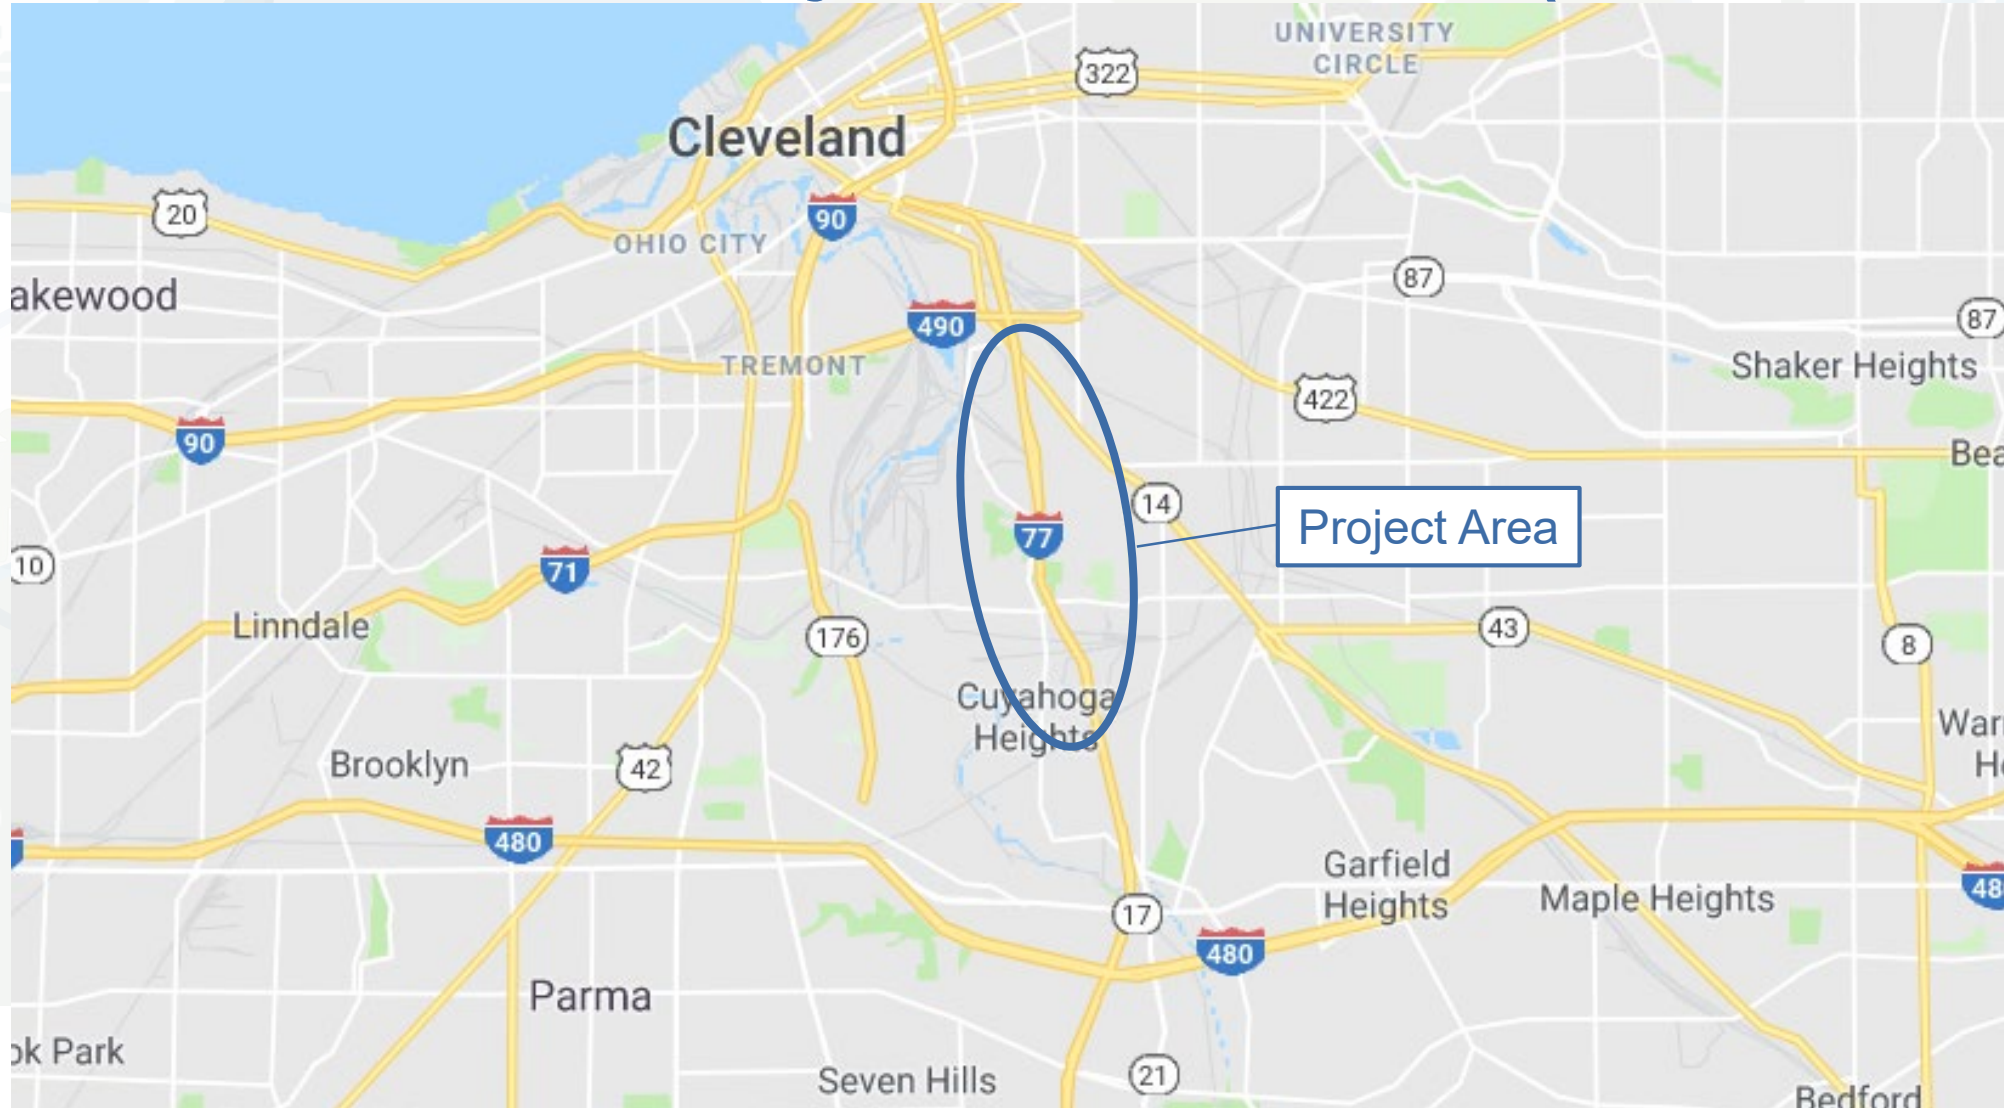 UNIVERSITY
CIRCLE
322
Cleveland
20
90
OHIO CITY
87
akewood
490
87
TREMONT
Shaker Heights
422
90
Bea
14
Project Area
77
10
71
Linndale
176
43
8
Cuyahoga
Heights
War
H
Brooklyn
42
480
Garfield
Heights
Maple Heights
48
17
480
Parma
ok Park
Seven Hills
21
Bedford